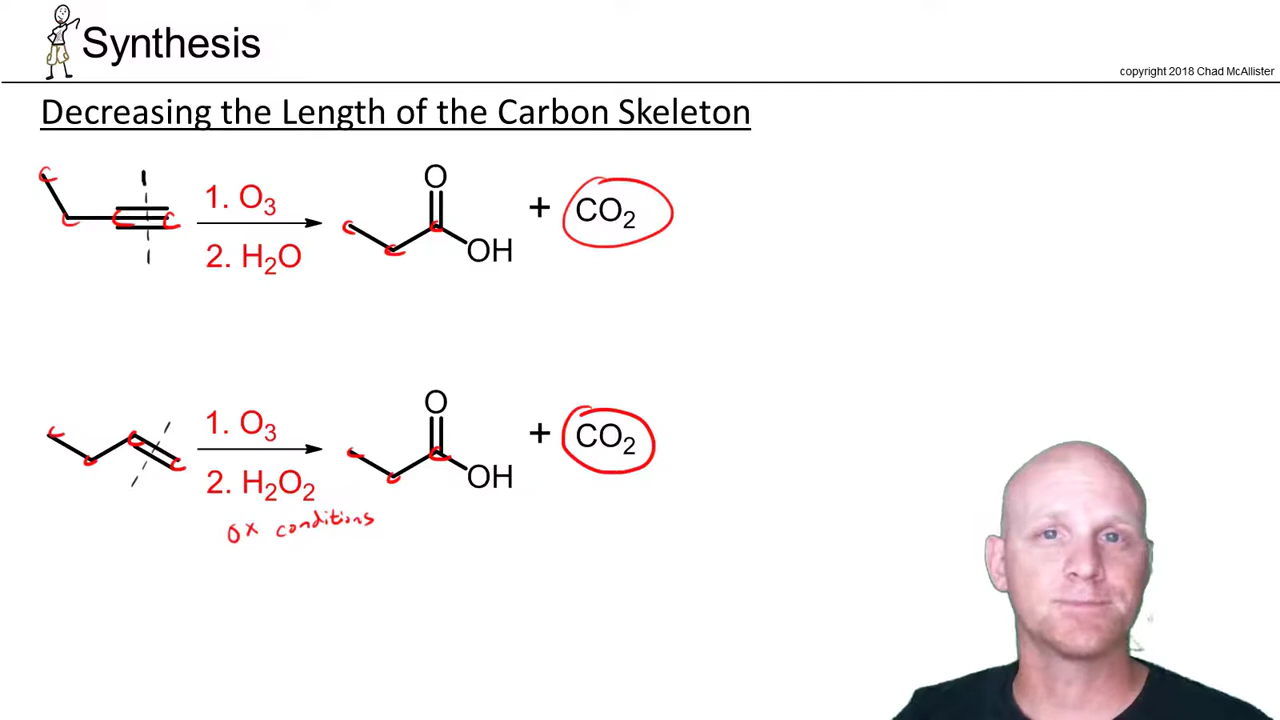 Synthesis
copyright 2018 Chad McAllister
Decreasing the Length of the Carbon Skeleton
C C C C
1. O3
2. H2O
O
OH
C C C
+ CO2
C C C C
1. O3
2. H2O2
ox conditions
O
OH
C C C
+ CO2